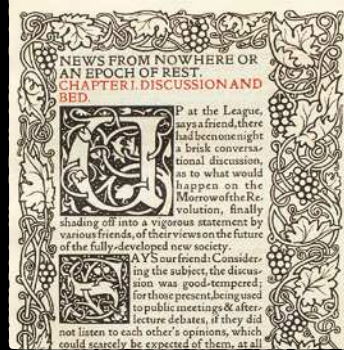 NEWS FROM NOWHERE OR
AN EPOCH OF REST.
CHAPTER I. DISCUSSION AND
BED.
UP at the League,
says a friend, there
had been one night
a brisk conversa-
tional discussion,
as to what would
happen on the
Morrow of the Re-
volution, finally
shading off into a vigorous statement by
various friends, of their views on the future
of the fully-developed new society.
SAYS our friend: Consider-
ing the subject, the discus-
sion was good-tempered;
for those present, being used
to public meetings & after-
lecture debates, if they did
not listen to each other's opinions, which
could scarcely be expected of them, at all